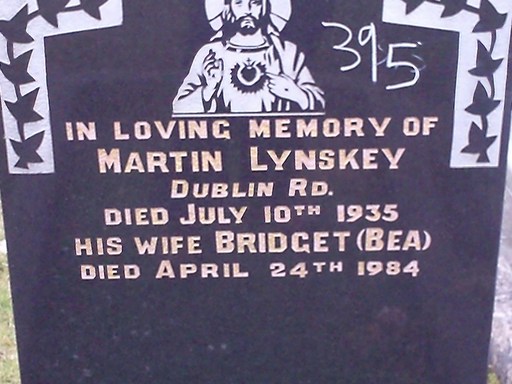 395
IN LOVING MEMORY OF
MARTIN LYNSKEY
DUBLIN RD.
DIED JULY 10TH 1935
HIS WIFE BRIDGET (BEA)
DIED APRIL 24TH 1984